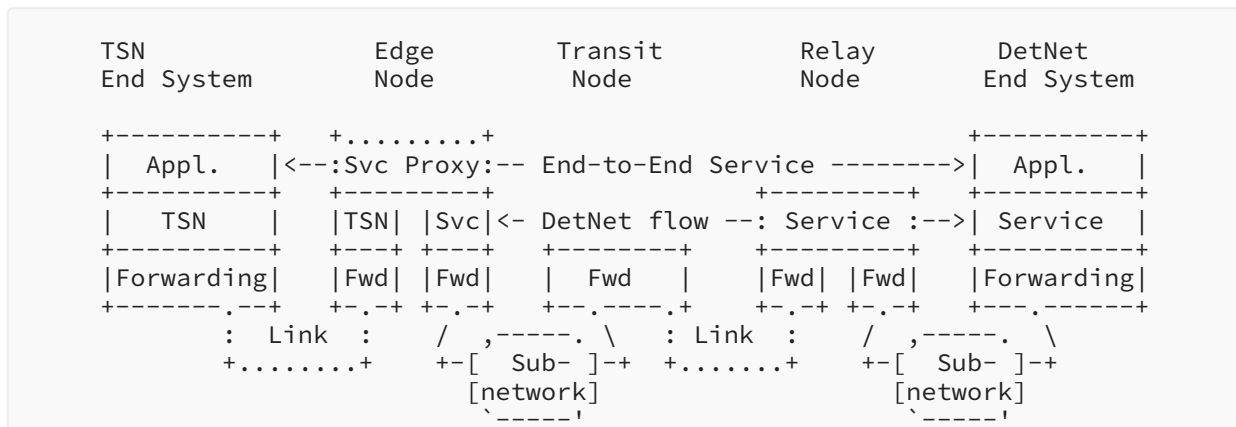 TSN                Edge          Transit         Relay        DetNet
End System         Node           Node           Node       End System

+----------+   +.........+                                +----------+
|  Appl.   |<--:Svc Proxy:-- End-to-End Service -------->|  Appl.   |
+----------+   +---------+                 +---------+   +----------+
|   TSN    |   |TSN| |Svc|<- DetNet flow --: Service :-->| Service  |
+----------+   +---+ +---+   +--------+    +---------+   +----------+
|Forwarding|   |Fwd| |Fwd|   |  Fwd   |    |Fwd| |Fwd|   |Forwarding|
+-------.--+   +-.-+ +-.-+   +--.----.+    +-.-+ +-.-+   +---.------+
:  Link  :    /  ,-----. \   : Link  :    /  ,-----.  \
+........+    +-[  Sub- ]-+  +.......+    +-[  Sub- ]-+
[network]                   [network]
`-----'                     `-----'